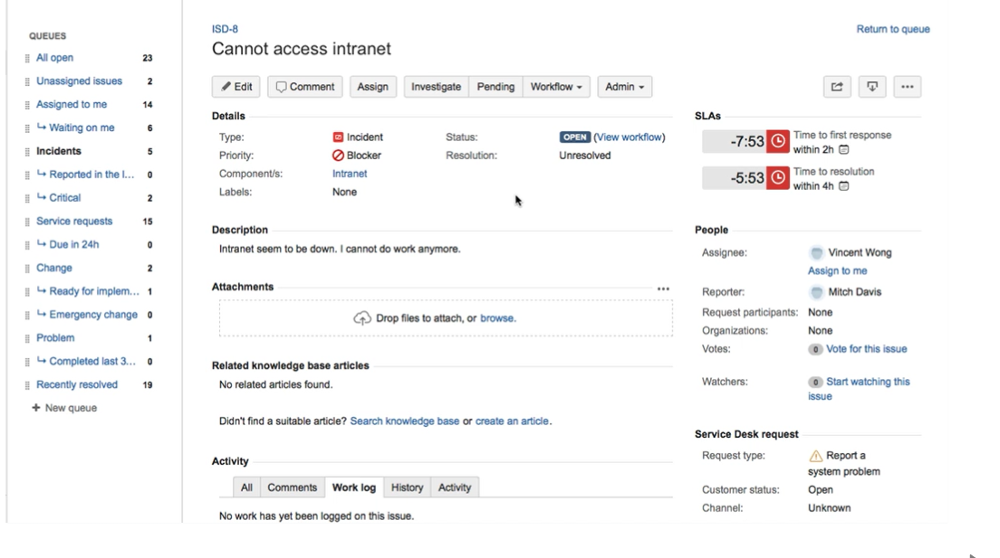 QUEUES
All open 23
Unassigned issues 2
Assigned to me 14
Waiting on me 6
Incidents 5
Reported in the l... 0
Critical 2
Service requests 15
Due in 24h 0
Change 2
Ready for implem... 1
Emergency change 0
Problem 1
Completed last 3... 0
Recently resolved 19
+ New queue
ISD-8
Return to queue
Cannot access intranet
Edit Comment Assign Investigate Pending Workflow Admin ...
Details
Type: Incident Status: OPEN (View workflow)
Priority: Blocker Resolution: Unresolved
Component/s: Intranet
Labels: None
Description
Intranet seem to be down. I cannot do work anymore.
Attachments ...
Drop files to attach, or browse.
Related knowledge base articles
No related articles found.
Didn't find a suitable article? Search knowledge base or create an article.
Activity
All Comments Work log History Activity
No work has yet been logged on this issue.
SLAs
-7:53 Time to first response
within 2h
-5:53 Time to resolution
within 4h
People
Assignee: Vincent Wong
Assign to me
Reporter: Mitch Davis
Request participants: None
Organizations: None
Votes: 0 Vote for this issue
Watchers: 0 Start watching this
issue
Service Desk request
Request type: Report a
system problem
Customer status: Open
Channel: Unknown